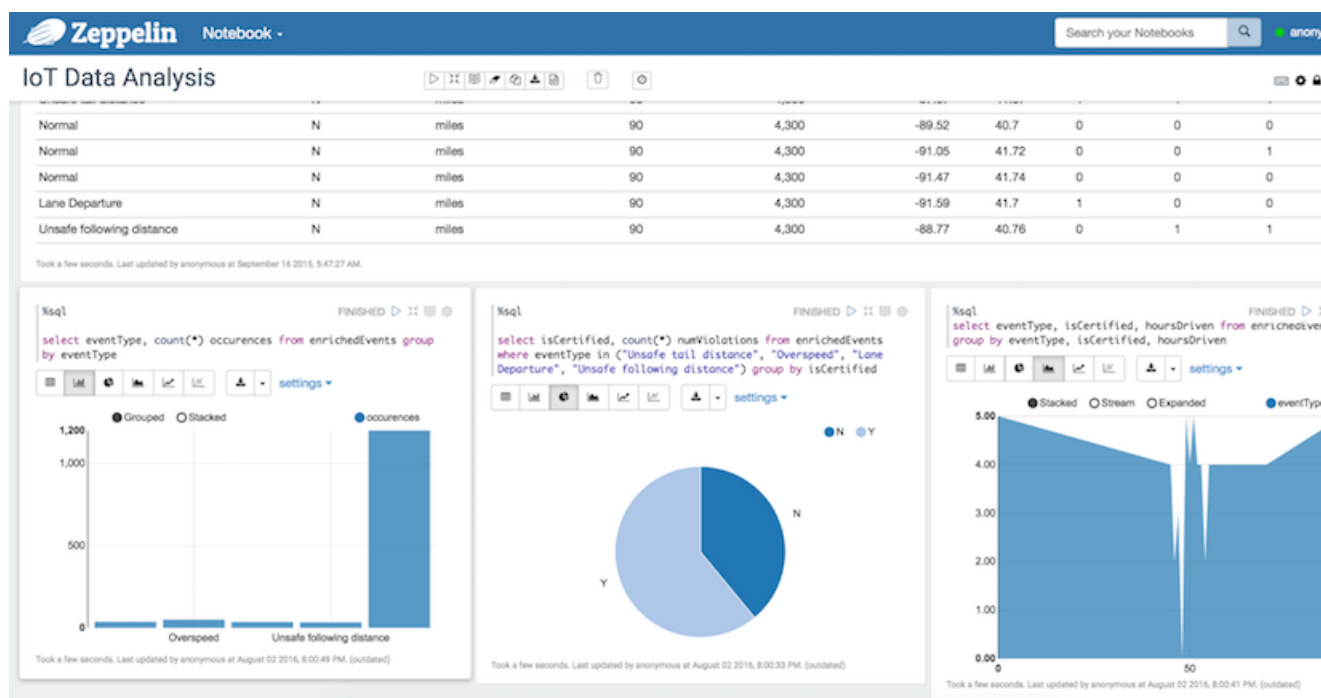 Zeppelin Notebook Search your Notebooks anony
IoT Data Analysis
Normal N miles 90 4,300 -89.52 40.7 0 0 0
Normal N miles 90 4,300 -91.05 41.72 0 0 1
Normal N miles 90 4,300 -91.47 41.74 0 0 0
Lane Departure N miles 90 4,300 -91.59 41.7 1 0 0
Unsafe following distance N miles 90 4,300 -88.77 40.76 0 1 1
Took a few seconds. Last updated by anonymous at September 16 2015, 5:47:27 AM.
%sql FINISHED
select eventType, count(*) occurences from enrichedEvents group
by eventType
settings
Grouped Stacked occurences
1,200
1,000
500
0
Overspeed Unsafe following distance
Took a few seconds. Last updated by anonymous at August 02 2016, 8:00:49 PM. (outdated)
%sql FINISHED
select isCertified, count(*) numViolations from enrichedEvents
where eventType in ("Unsafe tail distance", "Overspeed", "Lane
Departure", "Unsafe following distance") group by isCertified
settings
N Y
N
Y
Took a few seconds. Last updated by anonymous at August 02 2016, 8:00:33 PM. (outdated)
%sql FINISHED
select eventType, isCertified, hoursDriven from enrichedEven
group by eventType, isCertified, hoursDriven
settings
Stacked Stream Expanded eventType
5.00
4.00
3.00
2.00
1.00
0.00
0 50
Took a few seconds. Last updated by anonymous at August 02 2016, 8:00:41 PM. (outdated)